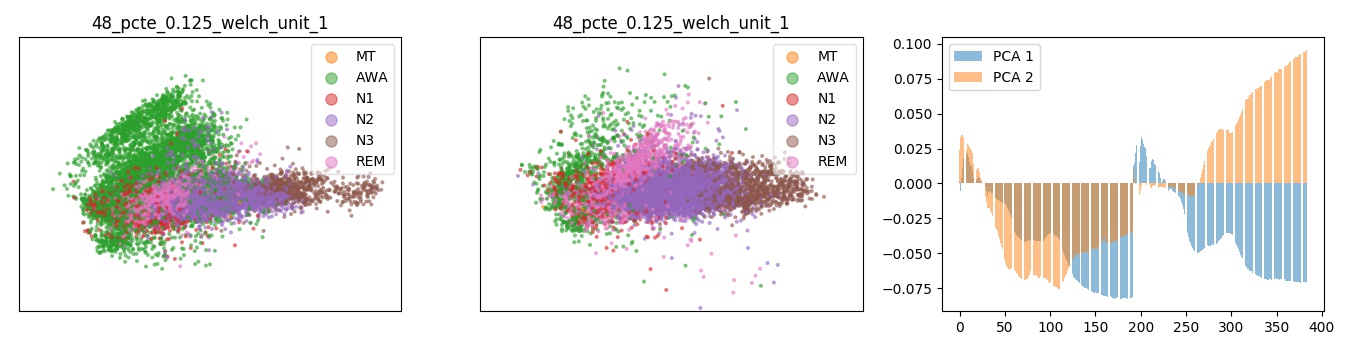 48_pcte_0.125_welch_unit_1
MT
AWA
N1
N2
N3
REM
48_pcte_0.125_welch_unit_1
MT
AWA
N1
N2
N3
REM
PCA 1
PCA 2
0.100
0.075
0.050
0.025
0.000
−0.025
−0.050
−0.075
0 50 100 150 200 250 300 350 400